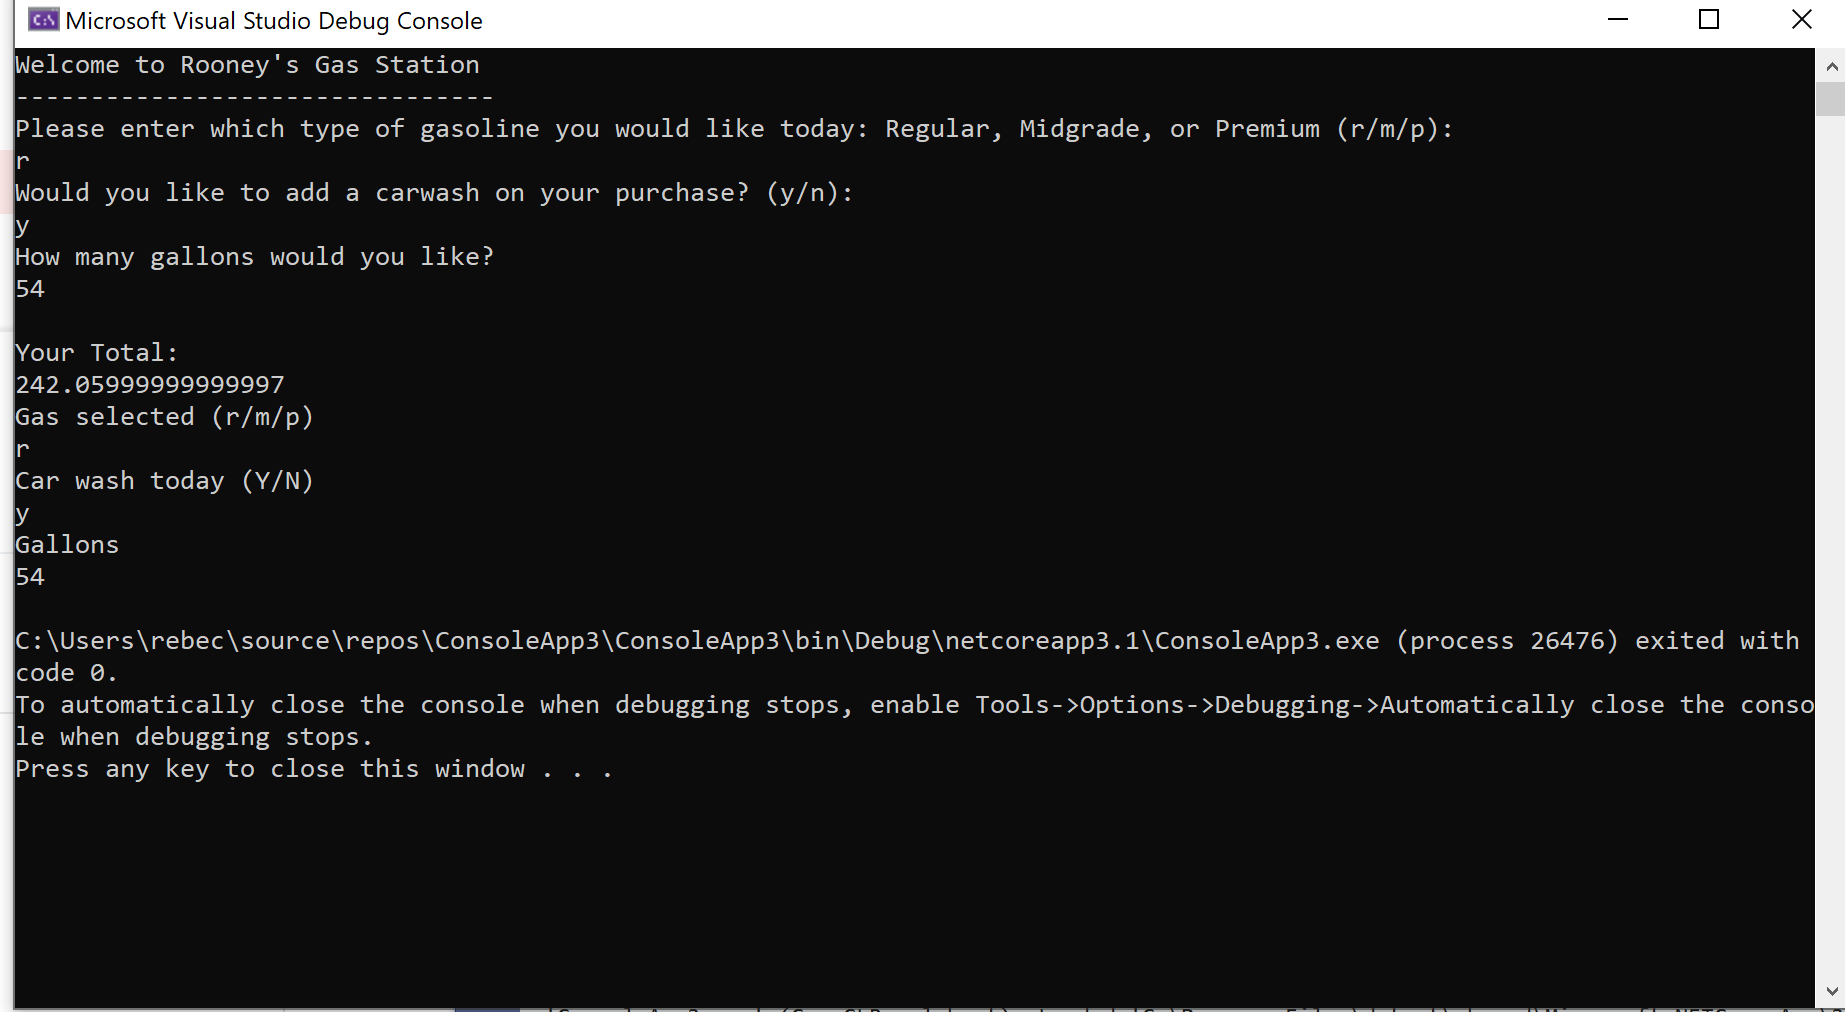 Microsoft Visual Studio Debug Console
Welcome to Rooney's Gas Station
--------------------------------
Please enter which type of gasoline you would like today: Regular, Midgrade, or Premium (r/m/p):
r
Would you like to add a carwash on your purchase? (y/n):
y
How many gallons would you like?
54
Your Total:
242.05999999999997
Gas selected (r/m/p)
r
Car wash today (Y/N)
y
Gallons
54
C:\Users\rebec\source\repos\ConsoleApp3\ConsoleApp3\bin\Debug\netcoreapp3.1\ConsoleApp3.exe (process 26476) exited with
code 0.
To automatically close the console when debugging stops, enable Tools->Options->Debugging->Automatically close the conso
le when debugging stops.
Press any key to close this window . . .